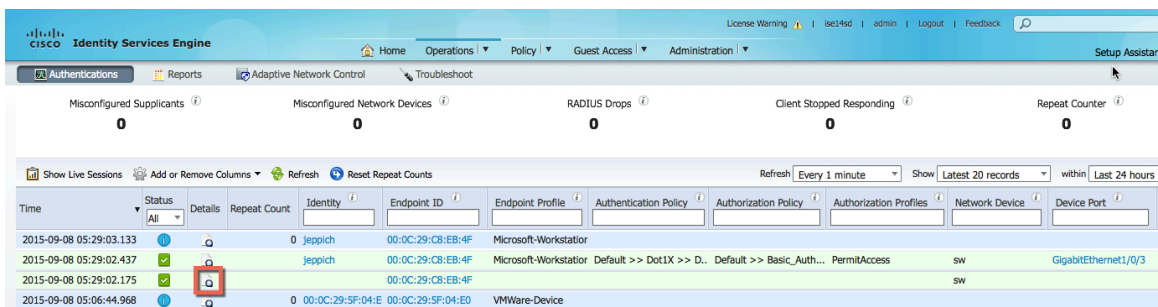 License Warning | ise14sd | admin | Logout | Feedback
cisco Identity Services Engine
Home Operations Policy Guest Access Administration
Setup Assistar
Authentications Reports Adaptive Network Control Troubleshoot
Misconfigured Supplicants Misconfigured Network Devices RADIUS Drops Client Stopped Responding Repeat Counter
0 0 0 0 0
Show Live Sessions Add or Remove Columns Refresh Reset Repeat Counts Refresh Every 1 minute Show Latest 20 records within Last 24 hours
Time Status Details Repeat Count Identity Endpoint ID Endpoint Profile Authentication Policy Authorization Policy Authorization Profiles Network Device Device Port
All
2015-09-08 05:29:03.133 0 jeppich 00:0C:29:C8:EB:4F Microsoft-Workstatior
2015-09-08 05:29:02.437 jeppich 00:0C:29:C8:EB:4F Microsoft-Workstatior Default >> Dot1X >> D.. Default >> Basic_Auth... PermitAccess sw GigabitEthernet1/0/3
2015-09-08 05:29:02.175 00:0C:29:C8:EB:4F sw
2015-09-08 05:06:44.968 0 00:0C:29:5F:04:E 00:0C:29:5F:04:E0 VMWare-Device